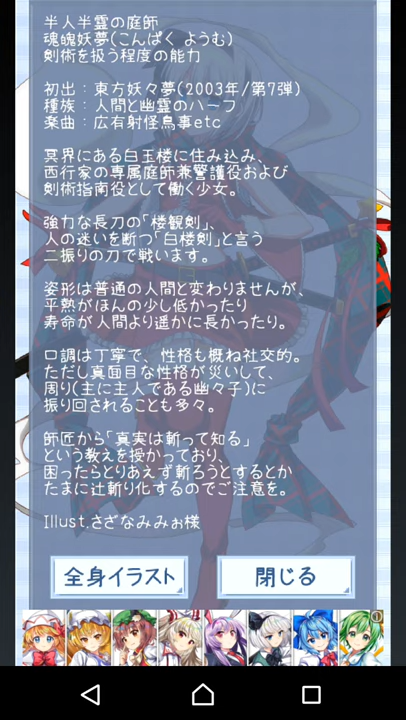 半人半霊の庭師
魂魄妖夢(こんぱく ようむ)
剣術を扱う程度の能力
初出：東方妖々夢(2003年/第7弾)
種族：人間と幽霊のハーフ
楽曲：広有射怪鳥事etc
冥界にある白玉楼に住み込み、
西行家の専属庭師兼警護役および
剣術指南役として働く少女。
強力な長刀の「楼観剣」、
人の迷いを断つ「白楼剣」と言う
二振りの刀で戦います。
姿形は普通の人間と変わりませんが、
平熱がほんの少し低かったり
寿命が人間より遥かに長かったり。
口調は丁寧で、性格も概ね社交的。
ただし真面目な性格が災いして、
周り(主に主人である幽々子)に
振り回されることも多々。
師匠から「真実は斬って知る」
という教えを授かっており、
困ったらとりあえず斬ろうとするとか
たまに辻斬り化するのでご注意を。
Illust.さざなみみぉ様
全身イラスト
閉じる